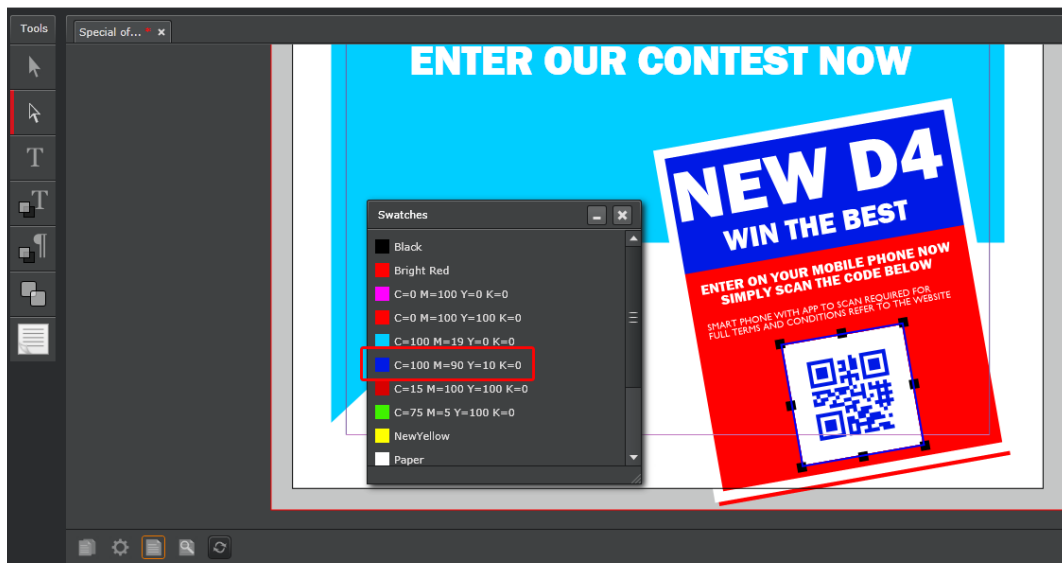 Tools
Special of... * x
T
T
¶
ENTER OUR CONTEST NOW
NEW D4
WIN THE BEST
ENTER ON YOUR MOBILE PHONE NOW
SIMPLY SCAN THE CODE BELOW
SMART PHONE WITH APP TO SCAN REQUIRED FOR
FULL TERMS AND CONDITIONS REFER TO THE WEBSITE
Swatches
Black
Bright Red
C=0 M=100 Y=0 K=0
C=0 M=100 Y=100 K=0
C=100 M=19 Y=0 K=0
C=100 M=90 Y=10 K=0
C=15 M=100 Y=100 K=0
C=75 M=5 Y=100 K=0
NewYellow
Paper